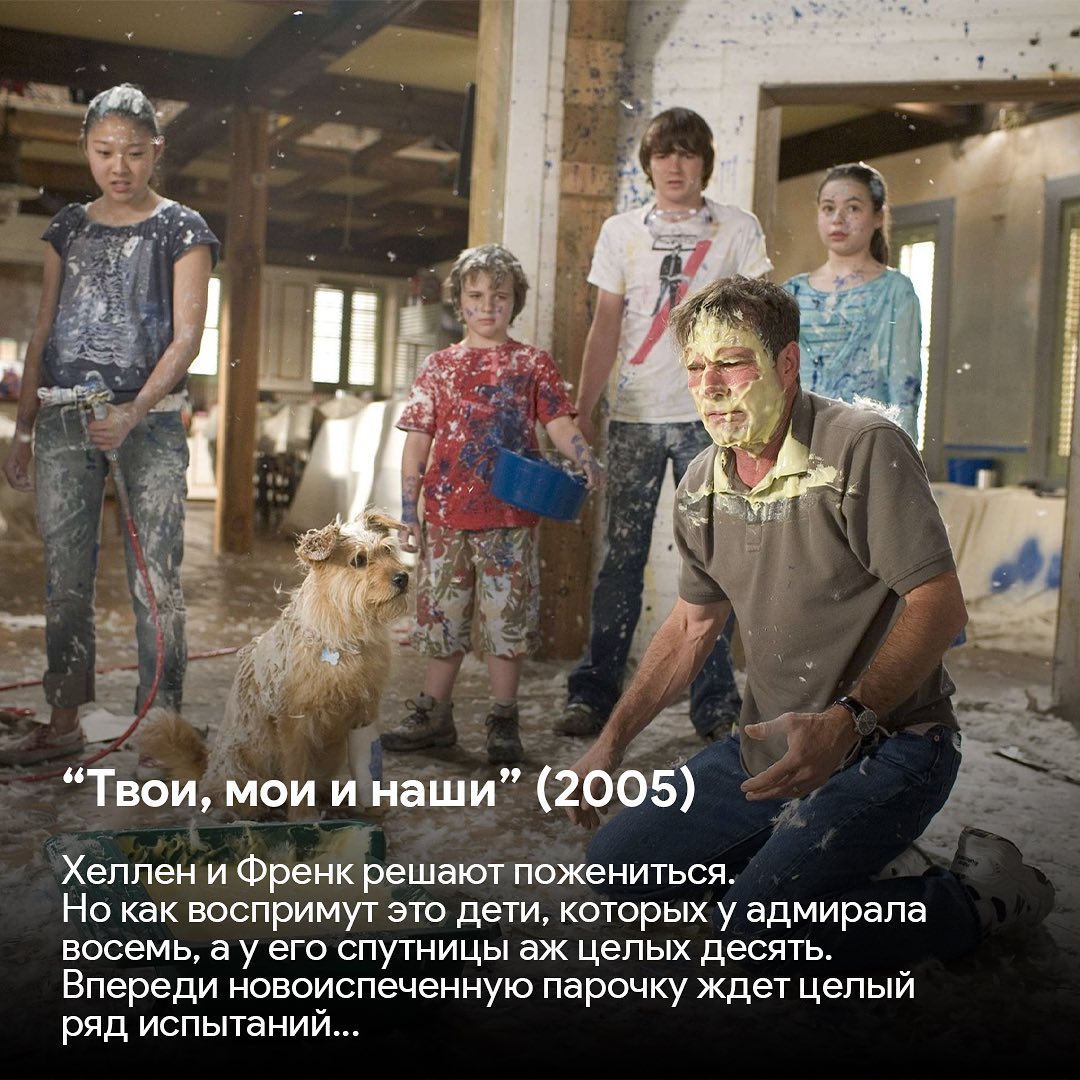 “Твои, мои и наши” (2005)
Хеллен и Френк решают пожениться.
Но как воспримут это дети, которых у адмирала
восемь, а у его спутницы аж целых десять.
Впереди новоиспеченную парочку ждет целый
ряд испытаний...